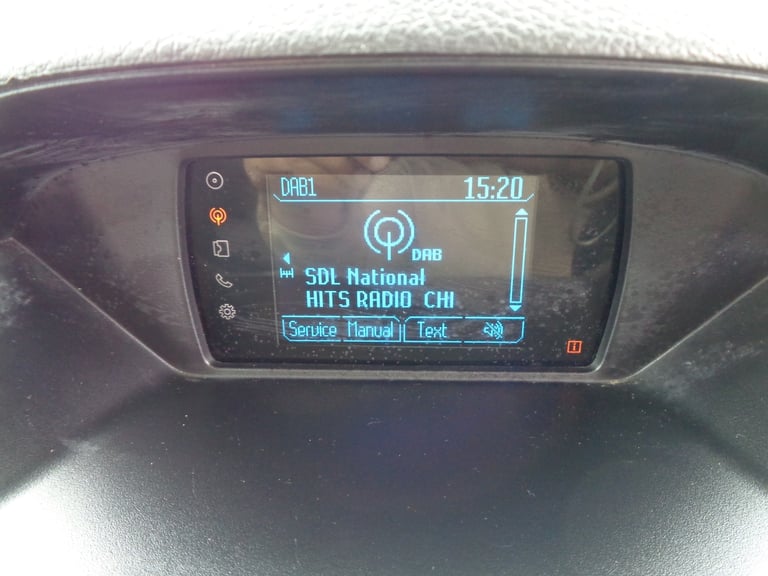 DAB1 15:20
DAB
SDL National
HITS RADIO CHI
Service Manual Text